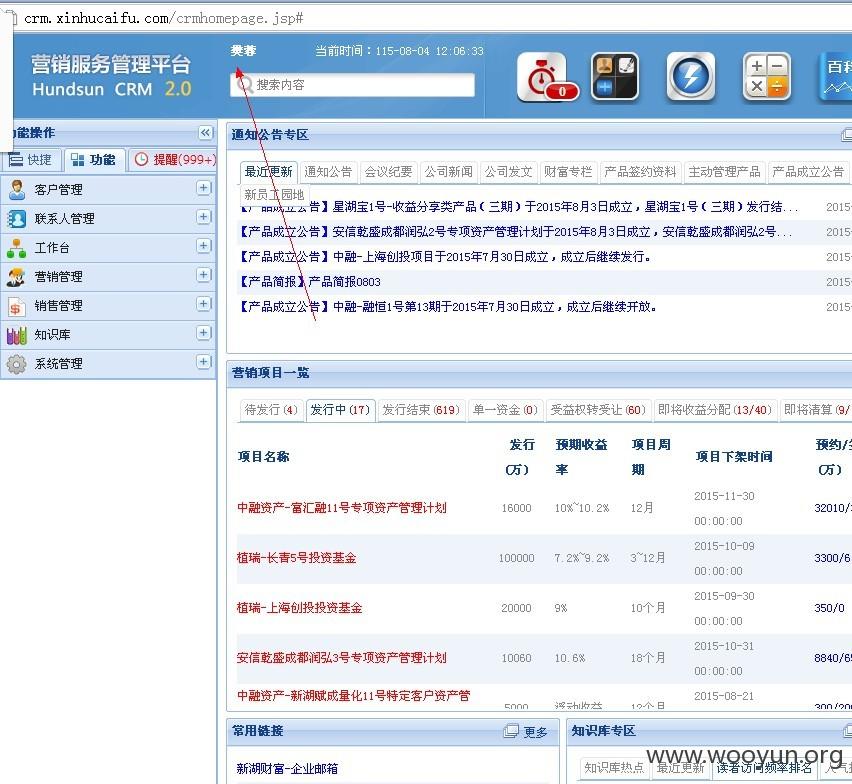 crm.xinhucaifu.com/crmhomepage.jsp#
营销服务管理平台
Hundsun CRM 2.0
樊蓉
当前时间：115-08-04 12:06:33
搜索内容
0
百科
能操作
快捷
功能
提醒(999+)
客户管理
联系人管理
工作台
营销管理
销售管理
知识库
系统管理
通知公告专区
最近更新 通知公告 会议纪要 公司新闻 公司发文 财富专栏 产品签约资料 主动管理产品 产品成立公告
新员工园地
【产品成立公告】星湖宝1号-收益分享类产品（三期）于2015年8月3日成立，星湖宝1号（三期）发行结... 2015-
【产品成立公告】安信乾盛成都润弘2号专项资产管理计划于2015年8月3日成立，安信乾盛成都润弘2号... 2015-
【产品成立公告】中融-上海创投项目于2015年7月30日成立，成立后继续发行。 2015-
【产品简报】产品简报0803 2015-
【产品成立公告】中融-融恒1号第13期于2015年7月30日成立，成立后继续开放。 2015-
营销项目一览
待发行(4) 发行中(17) 发行结束(619) 单一资金(0) 受益权转受让(60) 即将收益分配(13/40) 即将清算(9/
项目名称 发行(万) 预期收益率 项目周期 项目下架时间 预约/(万)
中融资产-富汇融11号专项资产管理计划 16000 10%~10.2% 12月 2015-11-30 00:00:00 32010/
植瑞-长青5号投资基金 100000 7.2%~9.2% 3~12月 2015-10-09 00:00:00 3300/6
植瑞-上海创投投资基金 20000 9% 10个月 2015-09-30 00:00:00 350/0
安信乾盛成都润弘3号专项资产管理计划 10060 10.6% 18个月 2015-10-31 00:00:00 8840/6
中融资产-新湖赋成量化11号特定客户资产管 5000 浮动收益 12个月 2015-08-21 300/20
常用链接 更多
新湖财富-企业邮箱
知识库专区
知识库热点 最近更新 读者访问频率排名 人气
www.wooyun.org